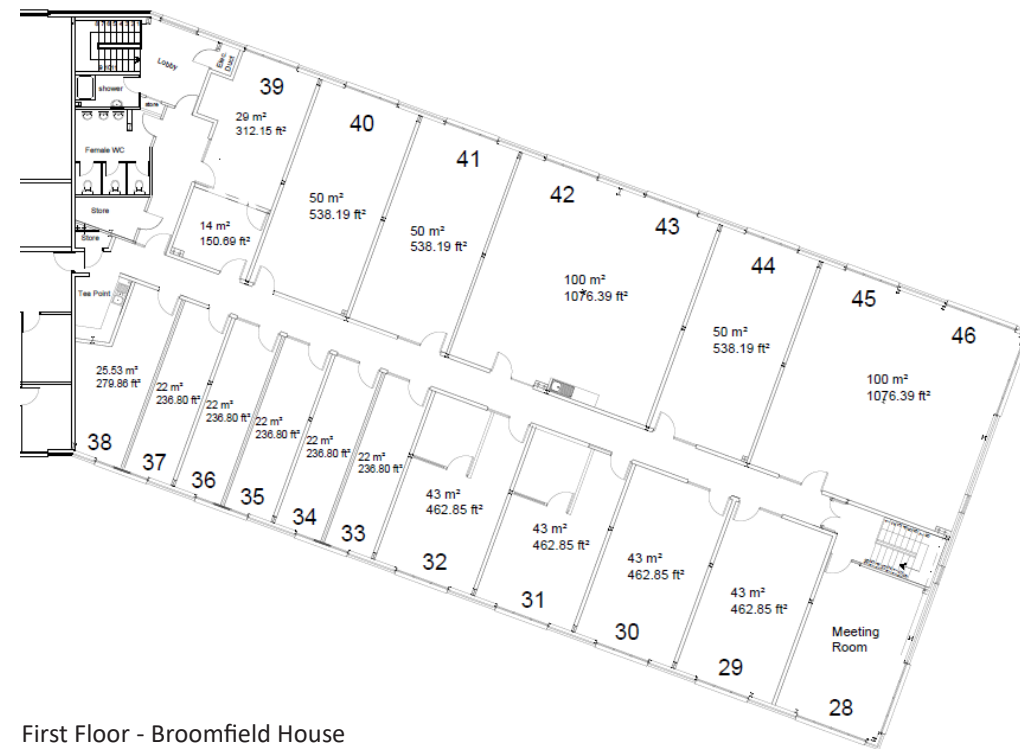 Lobby
Elec.
Duct
shower
store
Female WC
Store
Store
Tea Point
39
29 m²
312.15 ft²
14 m²
150.69 ft²
40
50 m²
538.19 ft²
41
50 m²
538.19 ft²
42
43
100 m²
1076.39 ft²
44
50 m²
538.19 ft²
45
46
100 m²
1076.39 ft²
25.53 m²
279.86 ft²
38
22 m²
236.80 ft²
37
22 m²
236.80 ft²
36
22 m²
236.80 ft²
35
22 m²
236.80 ft²
34
22 m²
236.80 ft²
33
43 m²
462.85 ft²
32
43 m²
462.85 ft²
31
43 m²
462.85 ft²
30
43 m²
462.85 ft²
29
Meeting
Room
28
First Floor - Broomfield House